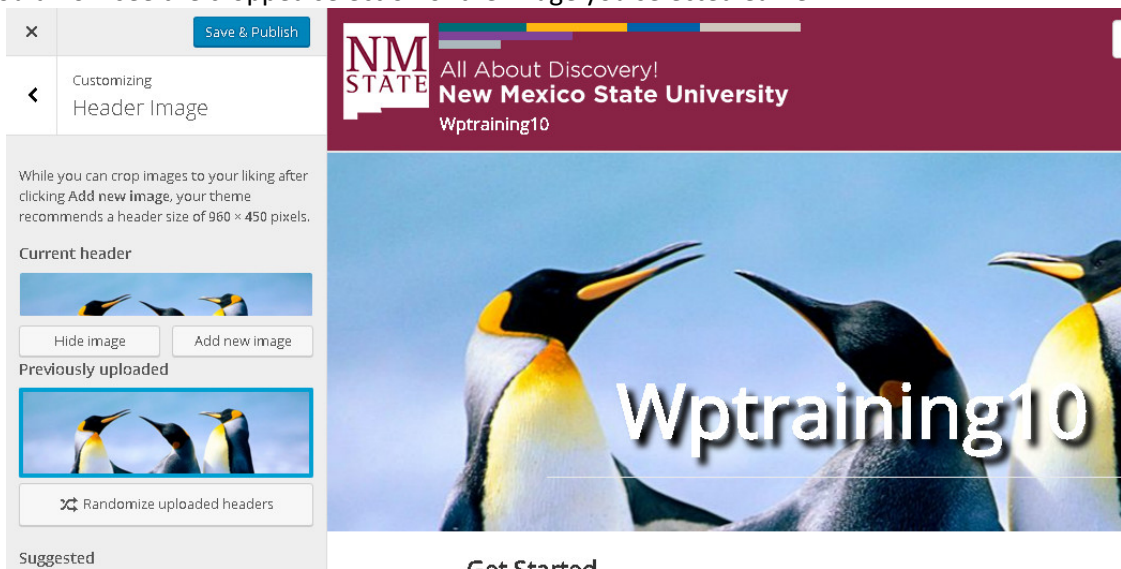 Save & Publish
Customizing
Header Image
While you can crop images to your liking after
clicking Add new image, your theme
recommends a header size of 960 × 450 pixels.
Current header
Hide image
Add new image
Previously uploaded
Randomize uploaded headers
Suggested
NM
STATE
All About Discovery!
New Mexico State University
Wptraining10
Wptraining10
Get Started